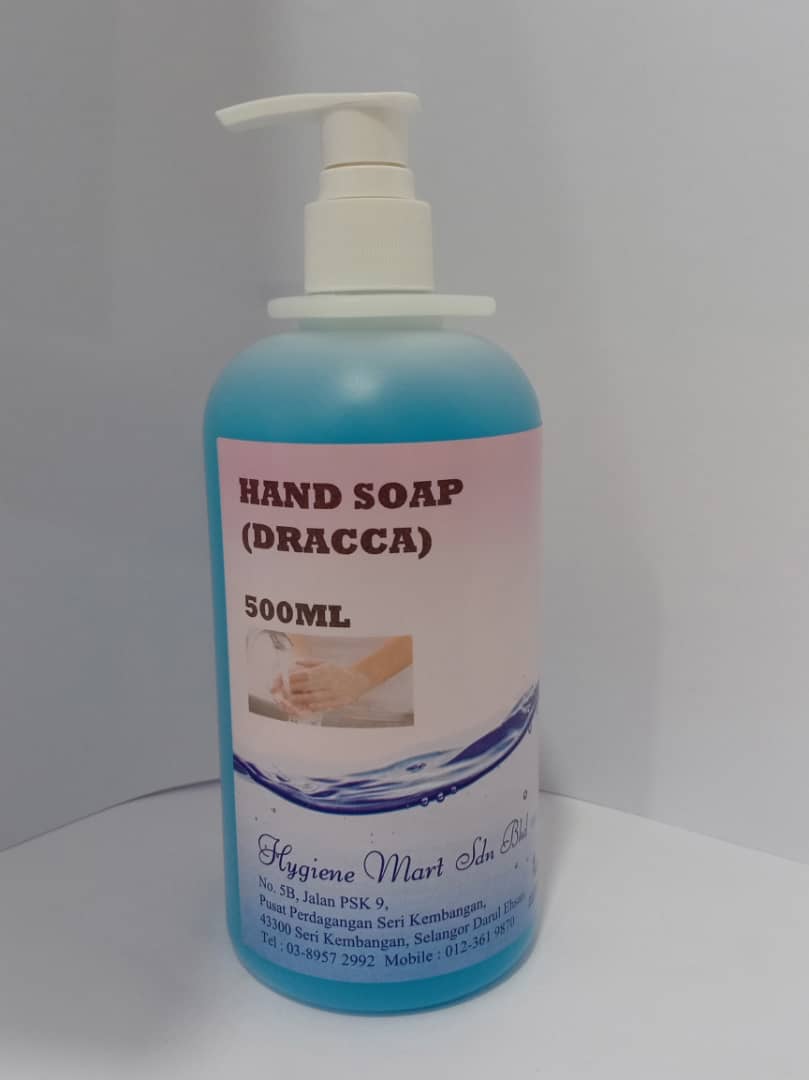 HAND SOAP
(DRACCA)
500ML
Hygiene Mart Sdn Bhd
No. 5B, Jalan PSK 9,
Pusat Perdagangan Seri Kembangan,
43300 Seri Kembangan, Selangor Darul Ehsan
Tel : 03-8957 2992 Mobile : 012-361 9870